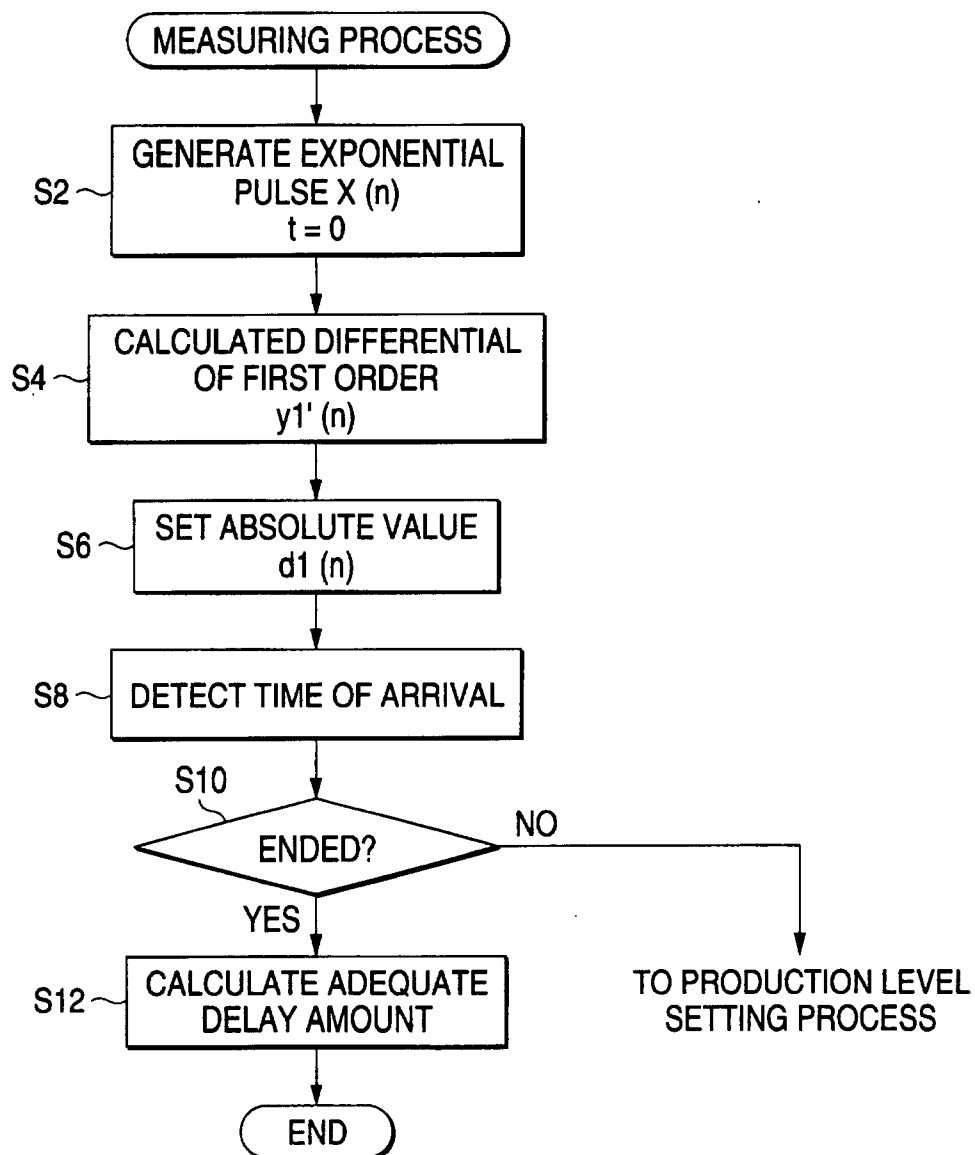 MEASURING PROCESS
GENERATE EXPONENTIAL
PULSE X (n)
t = 0
S2
CALCULATED DIFFERENTIAL
OF FIRST ORDER
y1' (n)
S4
SET ABSOLUTE VALUE
d1 (n)
S6
S8
DETECT TIME OF ARRIVAL
S10
ENDED?
NO
YES
CALCULATE ADEQUATE
DELAY AMOUNT
S12
TO PRODUCTION LEVEL
SETTING PROCESS
END